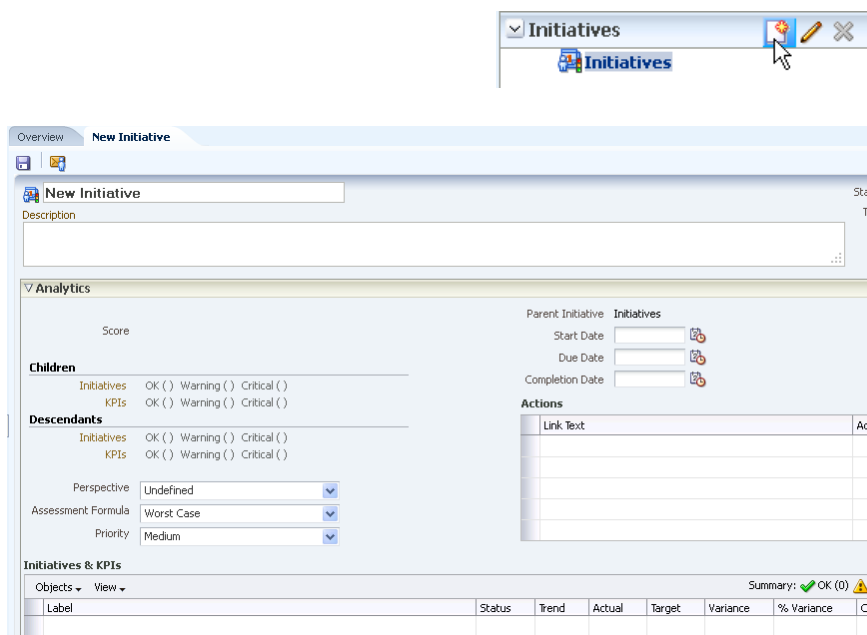 Initiatives
Initiatives
Overview New Initiative
New Initiative
Sta
T
Description
Analytics
Parent Initiative Initiatives
Score
Start Date
Due Date
Children
Initiatives OK ( ) Warning ( ) Critical ( )
Completion Date
KPIs OK ( ) Warning ( ) Critical ( )
Actions
Descendants
Link Text Ac
Initiatives OK ( ) Warning ( ) Critical ( )
KPIs OK ( ) Warning ( ) Critical ( )
Perspective Undefined
Assessment Formula Worst Case
Priority Medium
Initiatives & KPIs
Objects View Summary: OK (0)
Label Status Trend Actual Target Variance % Variance C